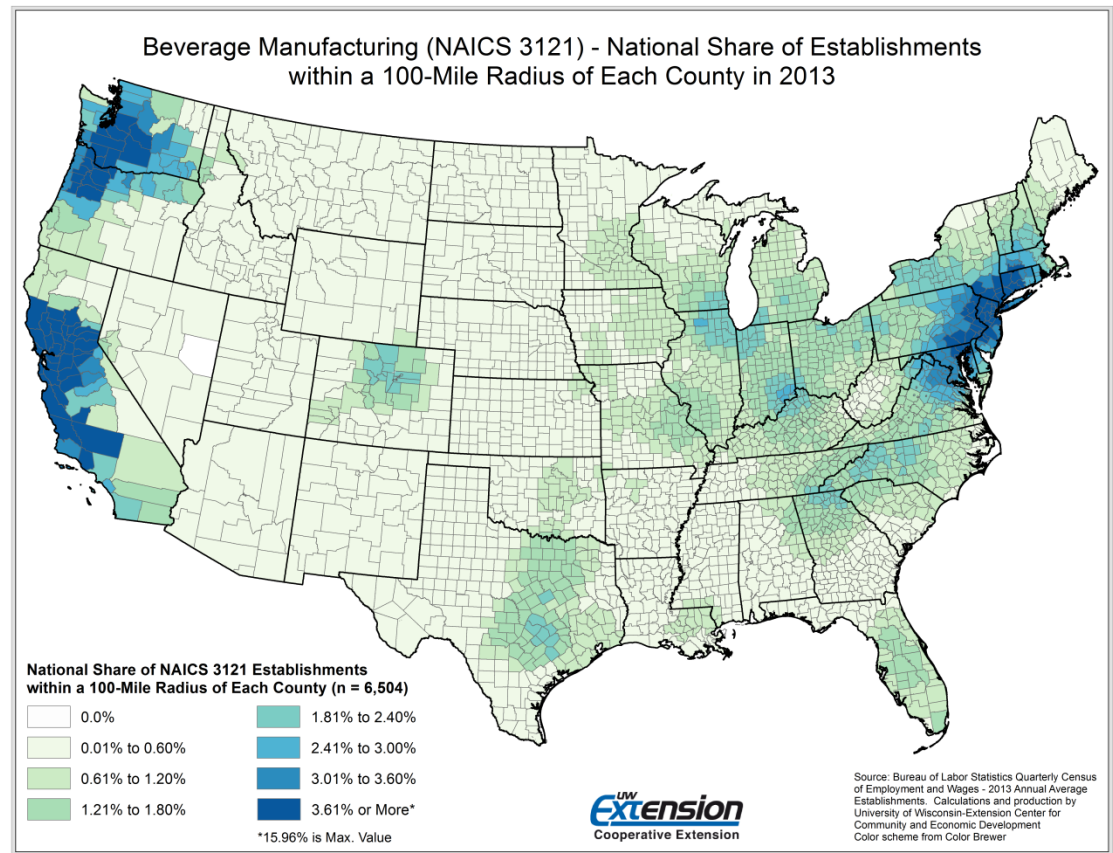 Beverage Manufacturing (NAICS 3121) - National Share of Establishments
within a 100-Mile Radius of Each County in 2013
National Share of NAICS 3121 Establishments
within a 100-Mile Radius of Each County (n = 6,504)
0.0%
0.01% to 0.60%
0.61% to 1.20%
1.21% to 1.80%
1.81% to 2.40%
2.41% to 3.00%
3.01% to 3.60%
3.61% or More*
*15.96% is Max. Value
UW
Extension
Cooperative Extension
Source: Bureau of Labor Statistics Quarterly Census
of Employment and Wages - 2013 Annual Average
Establishments. Calculations and production by
University of Wisconsin-Extension Center for
Community and Economic Development
Color scheme from Color Brewer